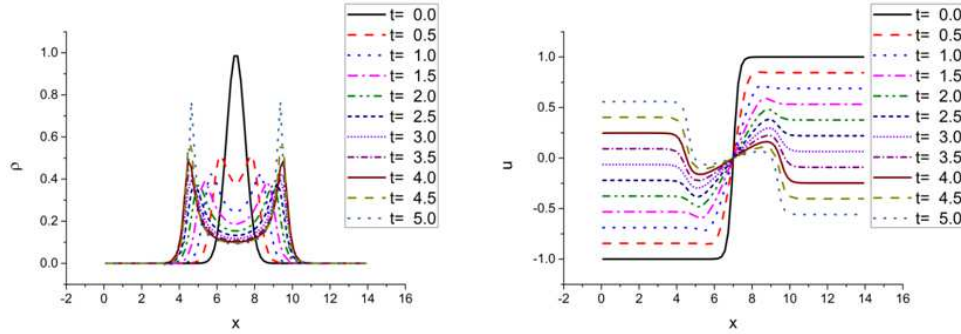 1.0
0.8
0.6
0.4
0.2
0.0
ρ
-2 0 2 4 6 8 10 12 14 16
x
t= 0.0
t= 0.5
t= 1.0
t= 1.5
t= 2.0
t= 2.5
t= 3.0
t= 3.5
t= 4.0
t= 4.5
t= 5.0
1.0
0.5
0.0
-0.5
-1.0
u
-2 0 2 4 6 8 10 12 14 16
x
t= 0.0
t= 0.5
t= 1.0
t= 1.5
t= 2.0
t= 2.5
t= 3.0
t= 3.5
t= 4.0
t= 4.5
t= 5.0